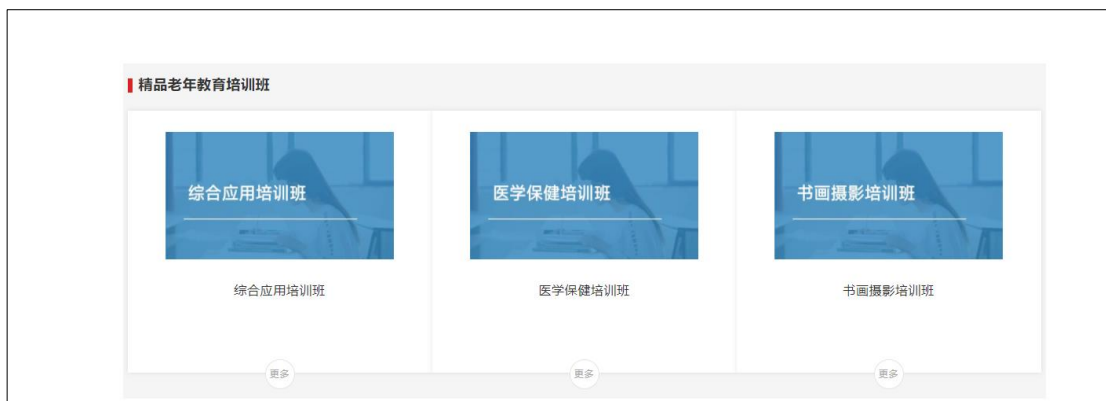 精品老年教育培训班
综合应用培训班
医学保健培训班
书画摄影培训班
综合应用培训班
医学保健培训班
书画摄影培训班
更多
更多
更多